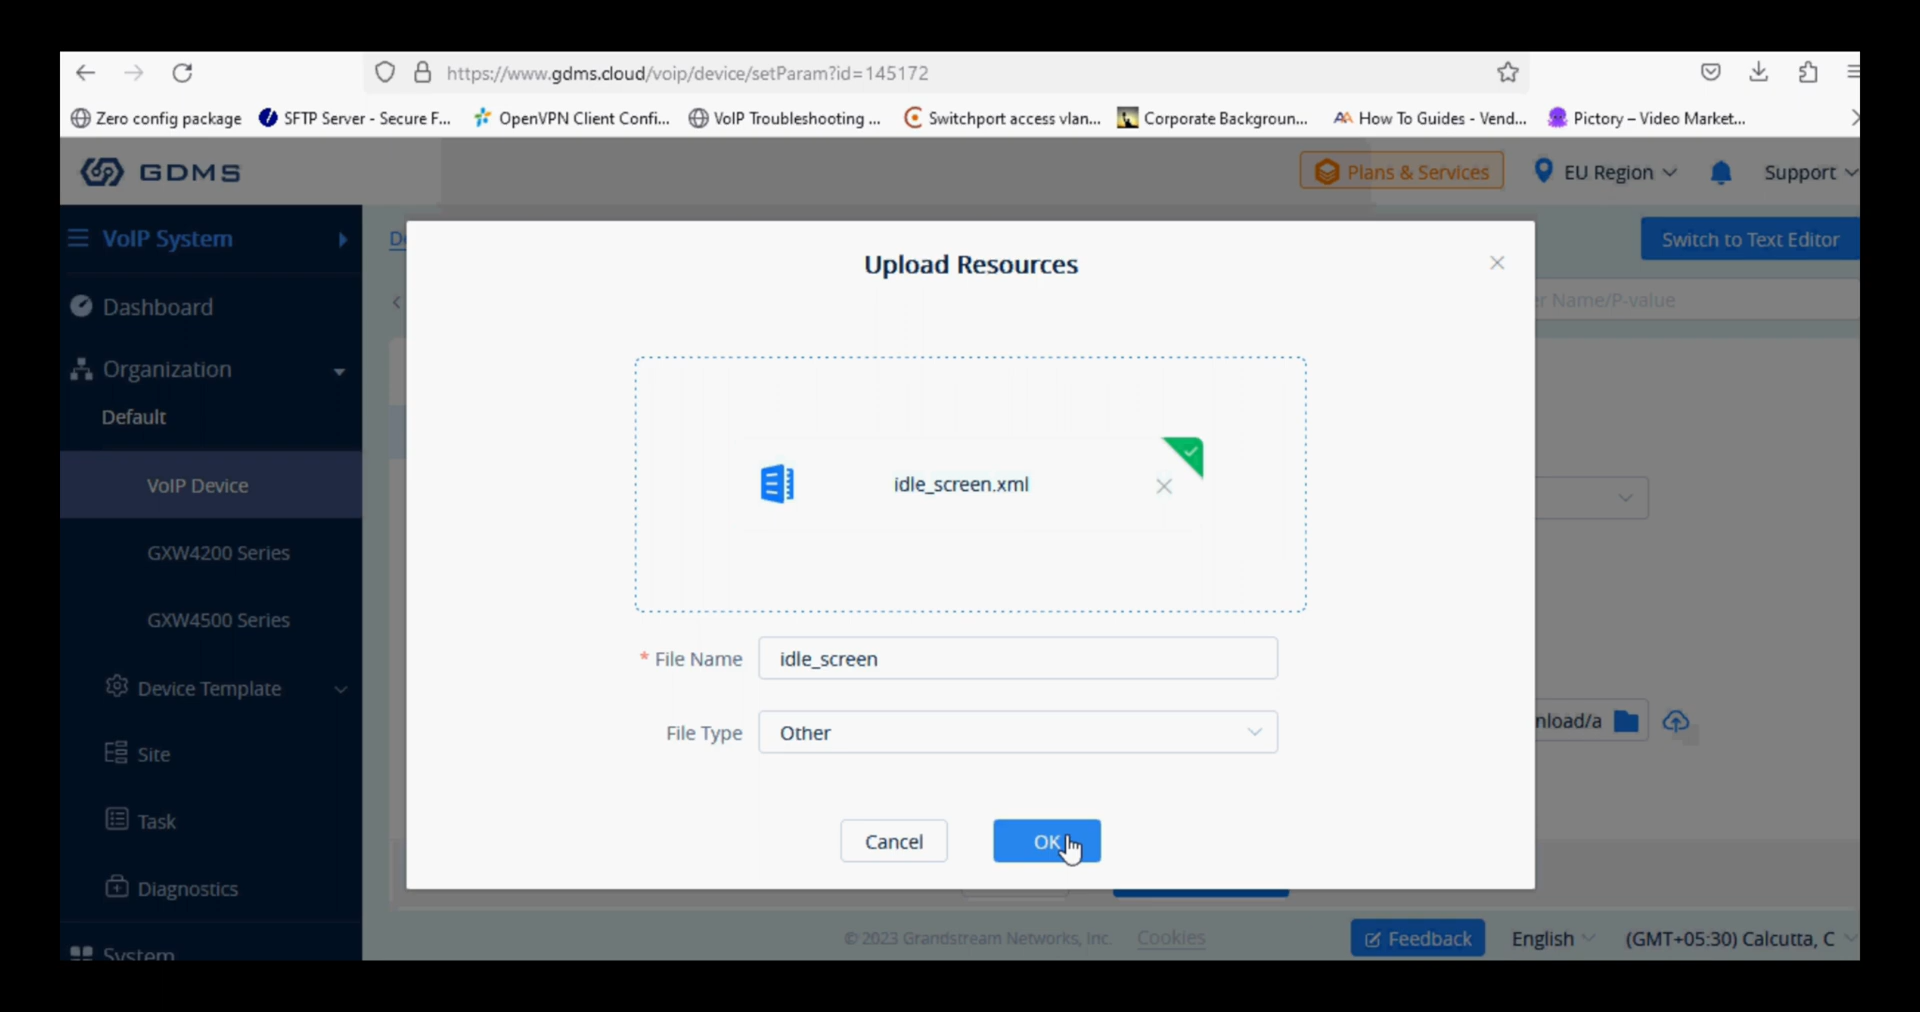 https://www.gdms.cloud/voip/device/setParam?id=145172
Zero config package SFTP Server - Secure F... OpenVPN Client Confi... VoIP Troubleshooting ... Switchport access vlan... Corporate Backgroun... How To Guides - Vend... Pictory – Video Market...
GDMS Plans & Services EU Region Support
VoIP System Switch to Text Editor
Upload Resources
Name/P-value
Dashboard
Organization
Default
VoIP Device
idle_screen.xml
GXW4200 Series
GXW4500 Series
* File Name idle_screen
Device Template
File Type Other
nload/a
Site
Task
Cancel OK
Diagnostics
© 2023 Grandstream Networks, Inc. Cookies Feedback English (GMT+05:30) Calcutta, C
System